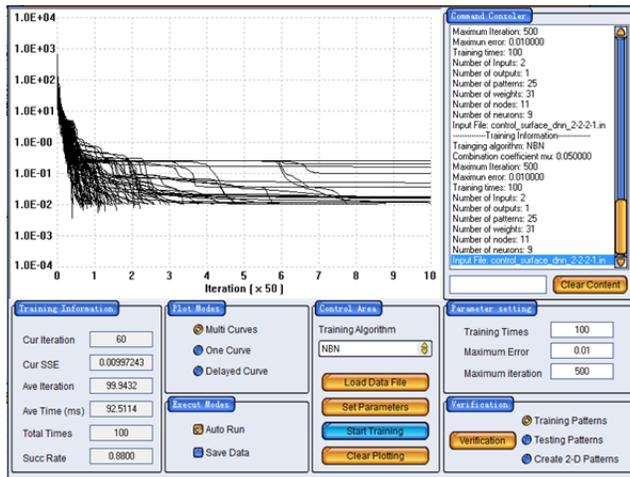 1.0E+04
1.0E+02
1.0E+01
1.0E-00
1.0E-01
1.0E-02
1.0E-03
1.0E-04
0 1 2 3 4 5 6 7 8 9 10
Iteration ( x 50 )
Command Consoler
Maximum Iteration: 500
Maximum error: 0.010000
Training times: 100
Number of Inputs: 2
Number of outputs: 1
Number of patterns: 25
Number of weights: 31
Number of nodes: 11
Number of neurons: 9
Input File: control_surface_dnn_2-2-2-1.in
------------Training Information------------
Trainging algorithm: NBN
Combination coefficient mu: 0.050000
Maximum Iteration: 500
Maximum error: 0.010000
Training times: 100
Number of Inputs: 2
Number of outputs: 1
Number of patterns: 25
Number of weights: 31
Number of nodes: 11
Number of neurons: 9
Input File: control_surface_dnn_2-2-2-1.in
Clear Content
Training Information
Cur Iteration 60
Cur SSE 0.00997243
Ave Iteration 99.9432
Ave Time (ms) 92.5114
Total Times 100
Succ Rate 0.8800
Plot Modes
Multi Curves
One Curve
Delayed Curve
Execut Modes
Auto Run
Save Data
Control Area
Training Algorithm
NBN
Load Data File
Set Parameters
Start Training
Clear Plotting
Parameter setting
Training Times 100
Maximum Error 0.01
Maximum iteration 500
Verification
Verification
Training Patterns
Testing Patterns
Create 2-D Patterns